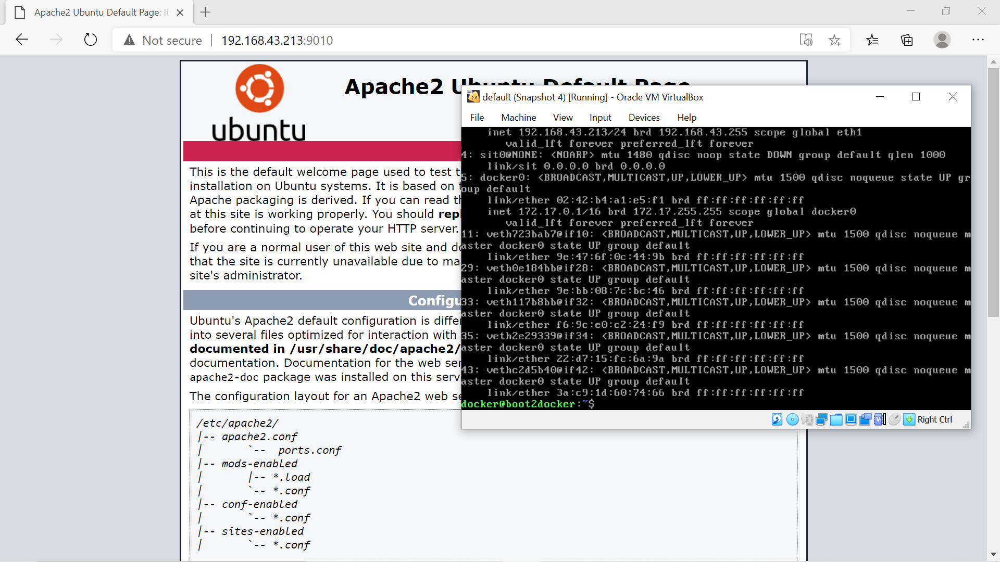 Apache2 Ubuntu Default Page: It
Not secure
192.168.43.213:9010
ubuntu
Apache2 Ubuntu Default Page
This is the default welcome page used to test t
installation on Ubuntu systems. It is based on t
Apache packaging is derived. If you can read th
at this site is working properly. You should repl
before continuing to operate your HTTP server.
If you are a normal user of this web site and do
that the site is currently unavailable due to ma
site's administrator.
Configu
Ubuntu's Apache2 default configuration is differ
into several files optimized for interaction with
documented in /usr/share/doc/apache2/
documentation. Documentation for the web ser
apache2-doc package was installed on this serv
The configuration layout for an Apache2 web se
/etc/apache2/
|-- apache2.conf
|       `--  ports.conf
|-- mods-enabled
|       |-- *.load
|       `-- *.conf
|-- conf-enabled
|       `-- *.conf
|-- sites-enabled
|       `-- *.conf
64
2.6
default (Snapshot 4) [Running] - Oracle VM VirtualBox
File Machine View Input Devices Help
inet 192.168.43.213/24 brd 192.168.43.255 scope global eth1
valid_lft forever preferred_lft forever
4: sit0@NONE: <NOARP> mtu 1480 qdisc noop state DOWN group default qlen 1000
link/sit 0.0.0.0 brd 0.0.0.0
5: docker0: <BROADCAST,MULTICAST,UP,LOWER_UP> mtu 1500 qdisc noqueue state UP gr
oup default
link/ether 02:42:b4:a1:e5:f1 brd ff:ff:ff:ff:ff:ff
inet 172.17.0.1/16 brd 172.17.255.255 scope global docker0
valid_lft forever preferred_lft forever
11: veth723bab7@if10: <BROADCAST,MULTICAST,UP,LOWER_UP> mtu 1500 qdisc noqueue m
aster docker0 state UP group default
link/ether 9e:47:6f:0c:44:9b brd ff:ff:ff:ff:ff:ff
29: veth0e184bb@if28: <BROADCAST,MULTICAST,UP,LOWER_UP> mtu 1500 qdisc noqueue m
aster docker0 state UP group default
link/ether 9e:bb:08:7c:bc:46 brd ff:ff:ff:ff:ff:ff
33: veth117b8bb@if32: <BROADCAST,MULTICAST,UP,LOWER_UP> mtu 1500 qdisc noqueue m
aster docker0 state UP group default
link/ether f6:9c:e0:c2:24:f9 brd ff:ff:ff:ff:ff:ff
35: veth2e29339@if34: <BROADCAST,MULTICAST,UP,LOWER_UP> mtu 1500 qdisc noqueue m
aster docker0 state UP group default
link/ether 22:d7:15:fc:6a:9a brd ff:ff:ff:ff:ff:ff
43: vethc2d5b40@if42: <BROADCAST,MULTICAST,UP,LOWER_UP> mtu 1500 qdisc noqueue m
aster docker0 state UP group default
link/ether 3a:c9:1d:60:74:66 brd ff:ff:ff:ff:ff:ff
docker@boot2docker:~$
Right Ctrl